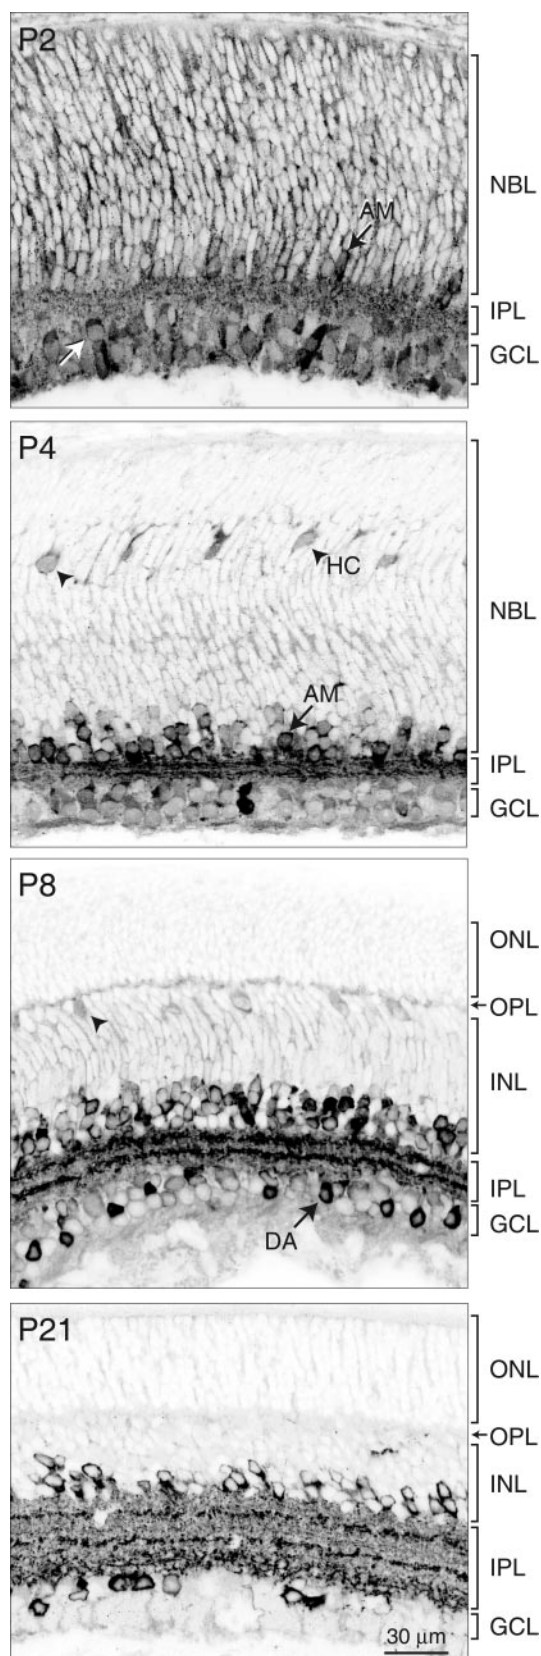 P2
NBL
AM
IPL
GCL
P4
HC
NBL
AM
IPL
GCL
P8
ONL
OPL
INL
IPL
GCL
DA
P21
ONL
OPL
INL
IPL
GCL
30 μm